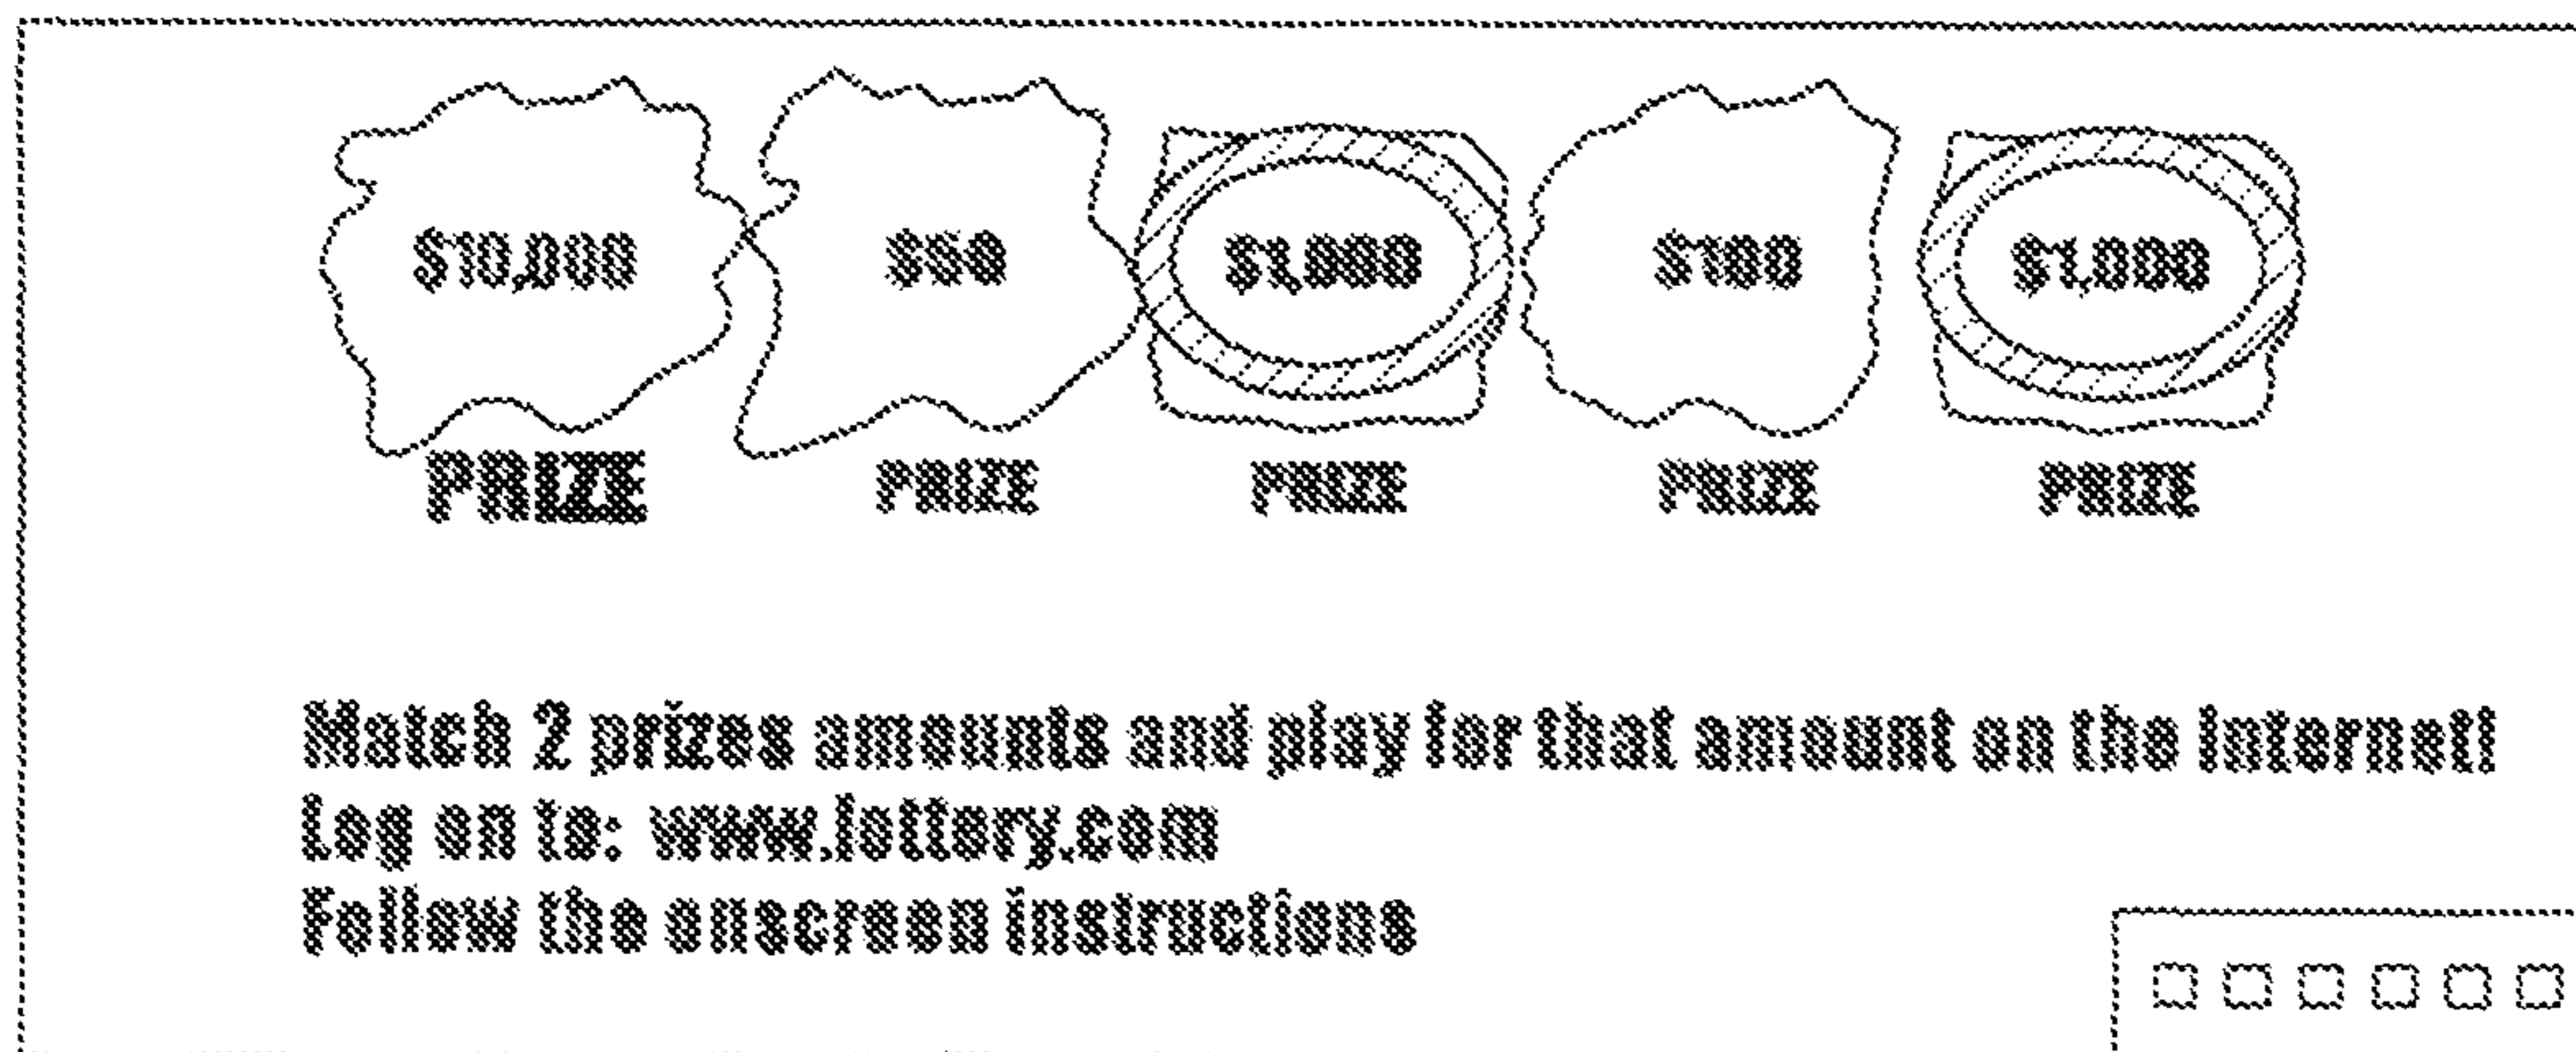 $10,000 $50 $1,000 $100 $1,000
PRIZE PRIZE PRIZE PRIZE PRIZE
Match 2 prizes amounts and play for that amount on the internet!
Log on to: www.lottery.com
Follow the onscreen instructions